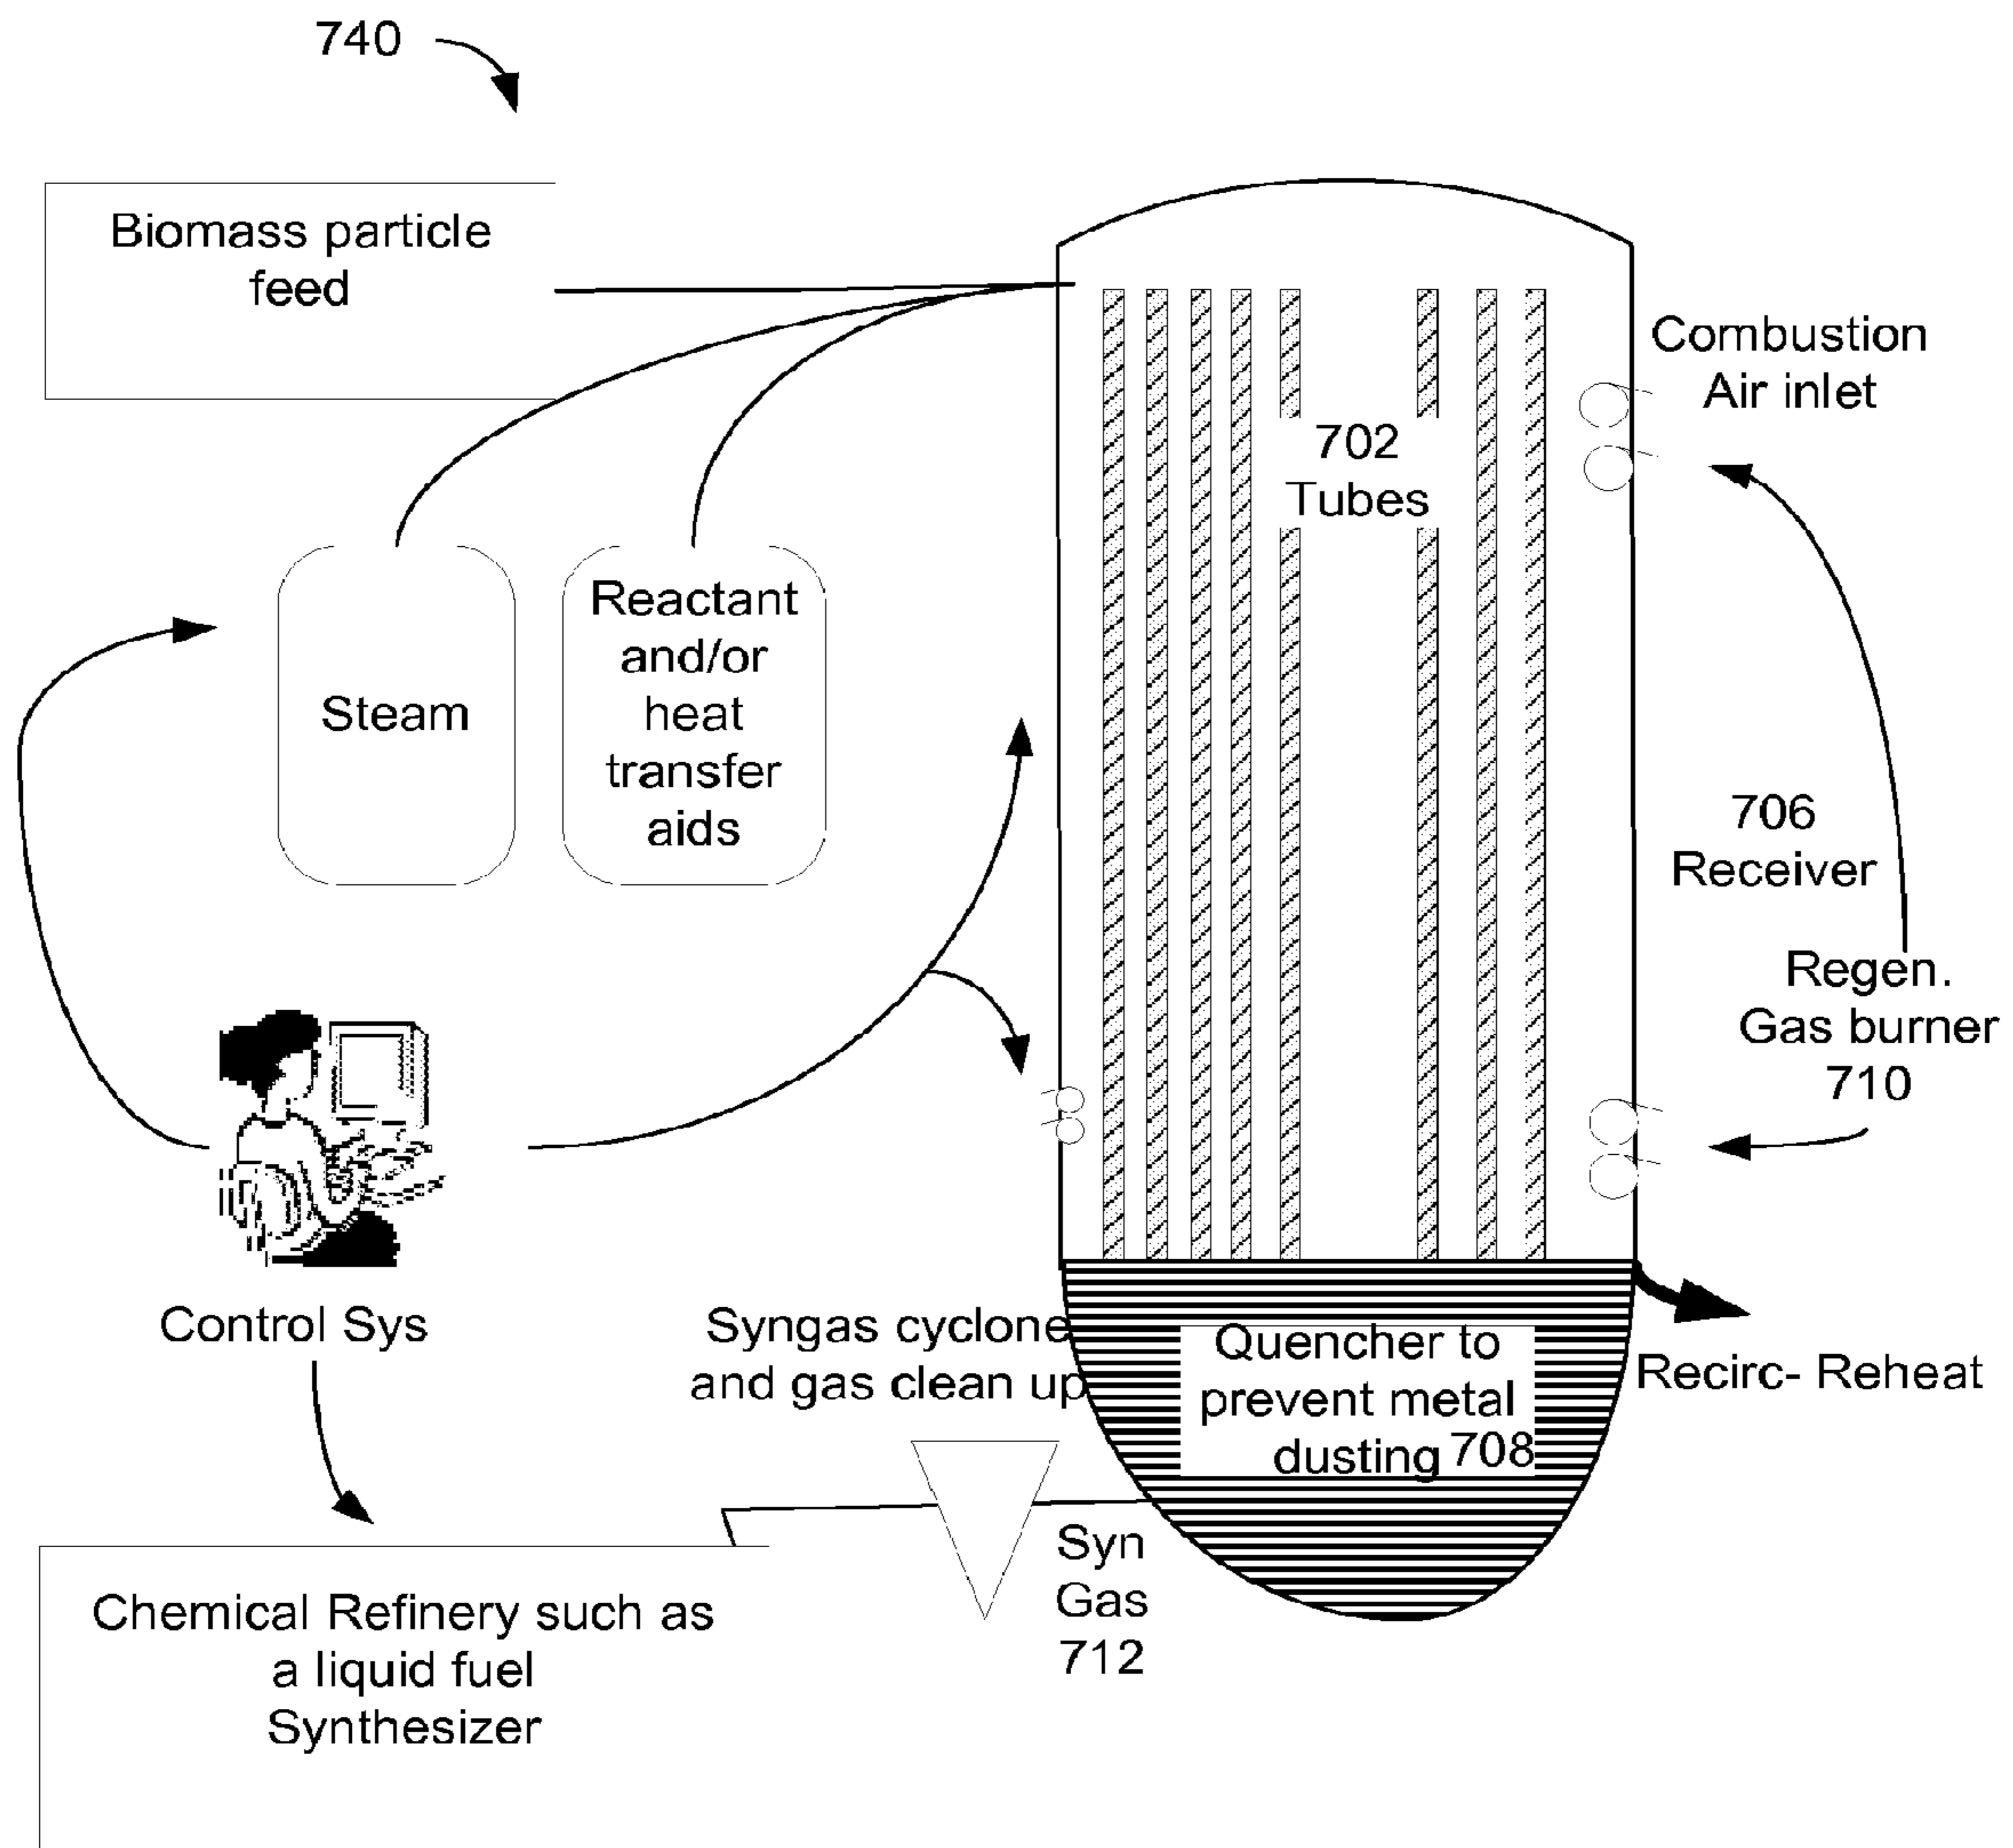 740
Biomass particle
feed
Combustion
Air inlet
702
Tubes
Steam
Reactant
and/or
heat
transfer
aids
706
Receiver
Regen.
Gas burner
710
Control Sys
Syngas cyclone
and gas clean up
Quencher to
prevent metal
dusting 708
Recirc- Reheat
Syn
Gas
712
Chemical Refinery such as
a liquid fuel
Synthesizer